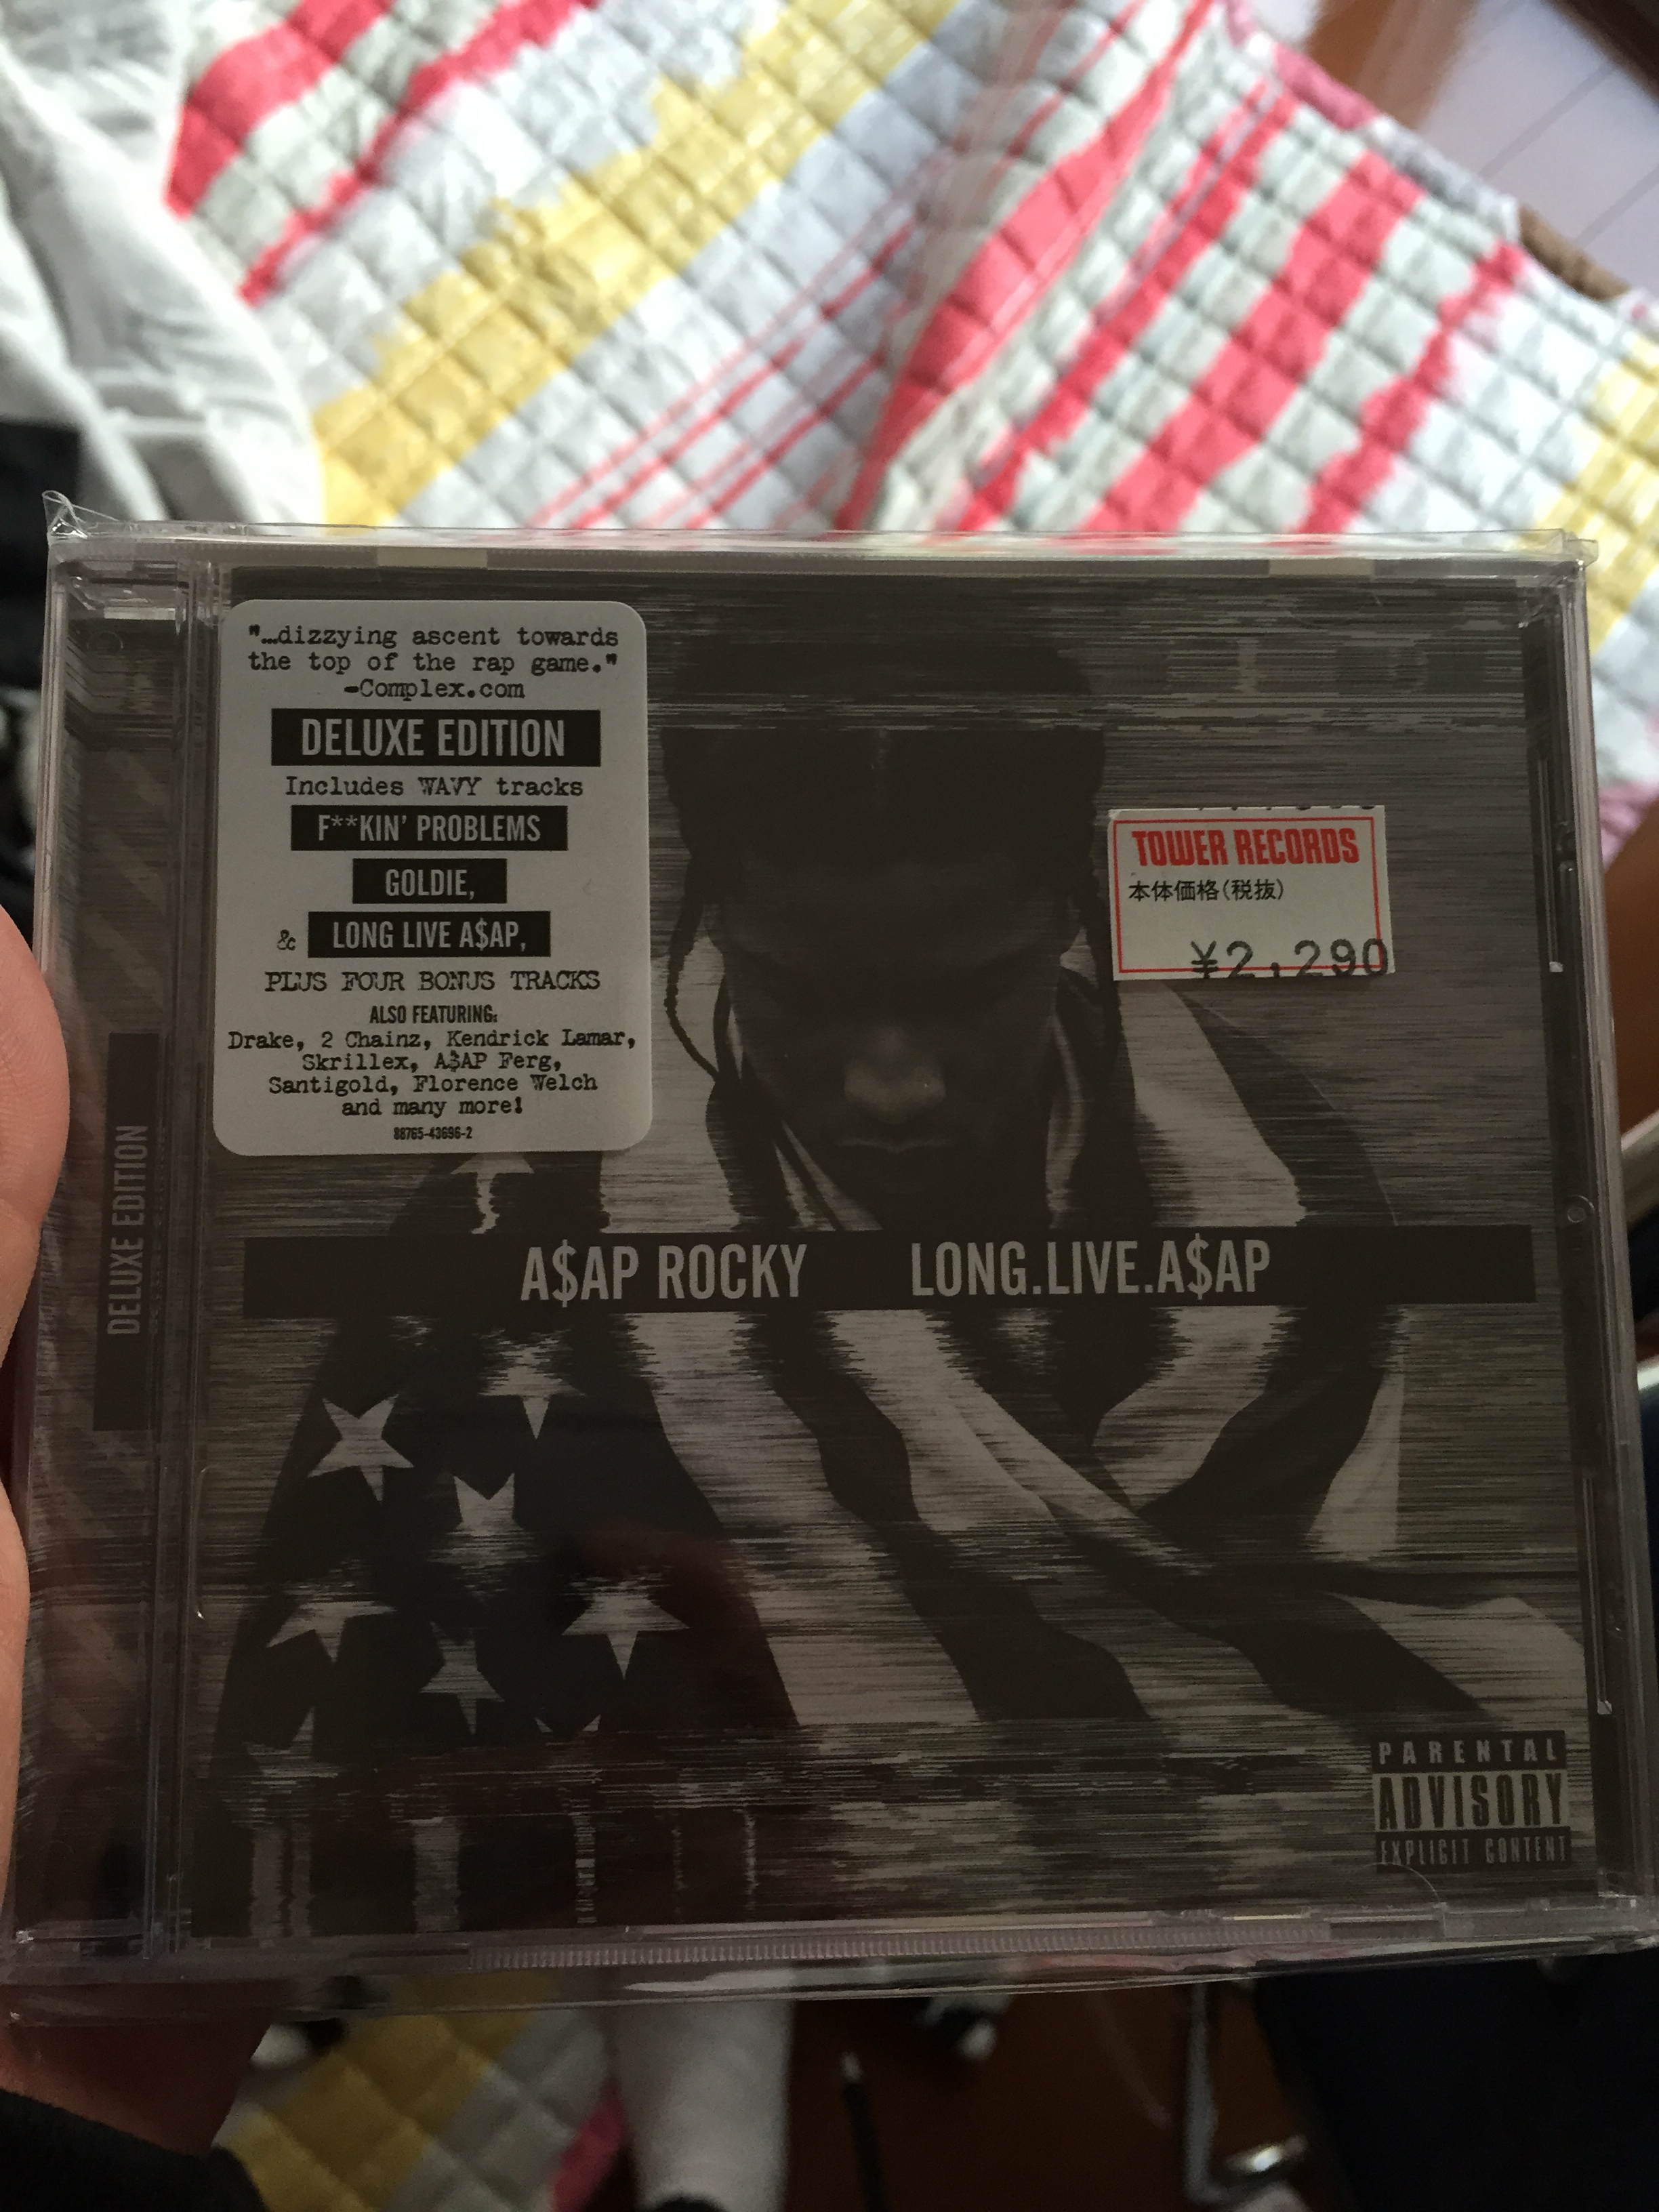 "…dizzying ascent towards
the top of the rap game."
-Complex.com
DELUXE EDITION
Includes WAVY tracks
F**KIN' PROBLEMS
GOLDIE,
& LONG LIVE A$AP,
PLUS FOUR BONUS TRACKS
ALSO FEATURING:
Drake, 2 Chainz, Kendrick Lamar,
Skrillex, A$AP Ferg,
Santigold, Florence Welch
and many more!
88765-43696-2
TOWER RECORDS
本体価格(税抜)
¥2,290
DELUXE EDITION
A$AP ROCKY LONG.LIVE.A$AP
PARENTAL
ADVISORY
EXPLICIT CONTENT